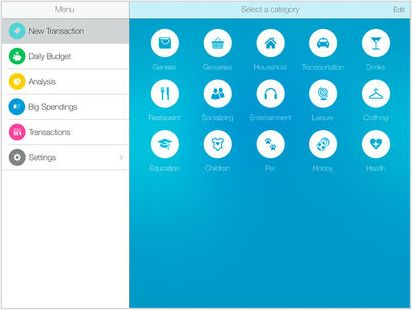 Menu
Select a category
Edit
New Transaction
Daily Budget
Analysis
Big Spendings
Transactions
Settings
General
Groceries
Household
Transportation
Drinks
Restaurant
Socializing
Entertainment
Leisure
Clothing
Education
Children
Pet
Hobby
Health